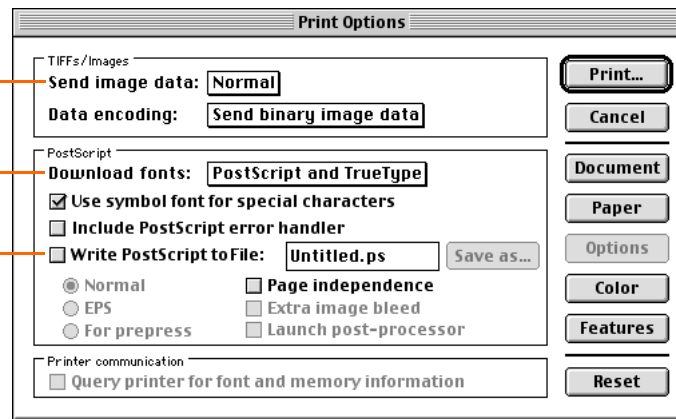 Print Options
TIFFs/Images
Send image data: Normal
Data encoding: Send binary image data
PostScript
Download fonts: PostScript and TrueType
Use symbol font for special characters
Include PostScript error handler
Write PostScript to File: Untitled.ps Save as...
Normal Page independence
EPS Extra image bleed
For prepress Launch post-processor
Printer communication
Query printer for font and memory information
Print...
Cancel
Document
Paper
Options
Color
Features
Reset